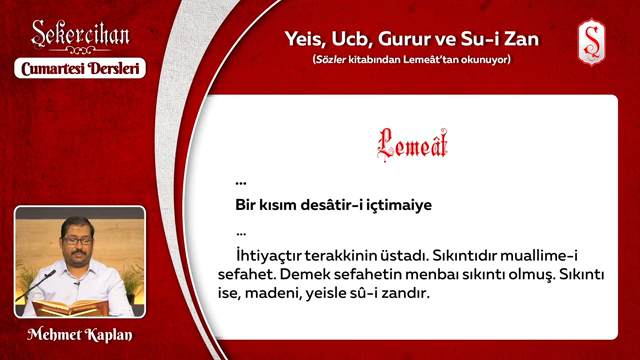 Şekercihan
Cumartesi Dersleri
Yeis, Ucb, Gurur ve Su-i Zan
(Sözler kitabından Lemeât’tan okunuyor)
Ş
Lemeât
...
Bir kısım desâtir-i içtimaiye
...
İhtiyaçtır terakkinin üstadı. Sıkıntıdır muallime-i
sefahet. Demek sefahetin menbaı sıkıntı olmuş. Sıkıntı
ise, madeni, yeisle sû-i zandır.
Mehmet Kaplan